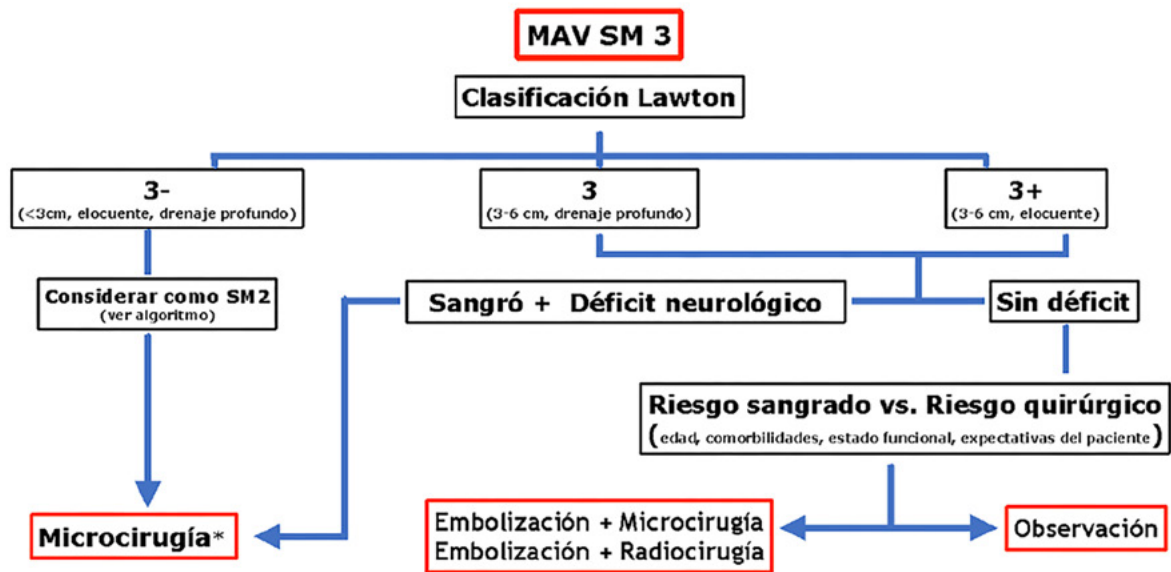 MAV SM 3
Clasificación Lawton
3-
(<3cm, elocuente, drenaje profundo)
3
(3-6 cm, drenaje profundo)
3+
(3-6 cm, elocuente)
Considerar como SM2
(ver algoritmo)
Sangró + Déficit neurológico
Sin déficit
Riesgo sangrado vs. Riesgo quirúrgico
(edad, comorbilidades, estado funcional, expectativas del paciente)
Microcirugía*
Embolización + Microcirugía
Embolización + Radiocirugía
Observación